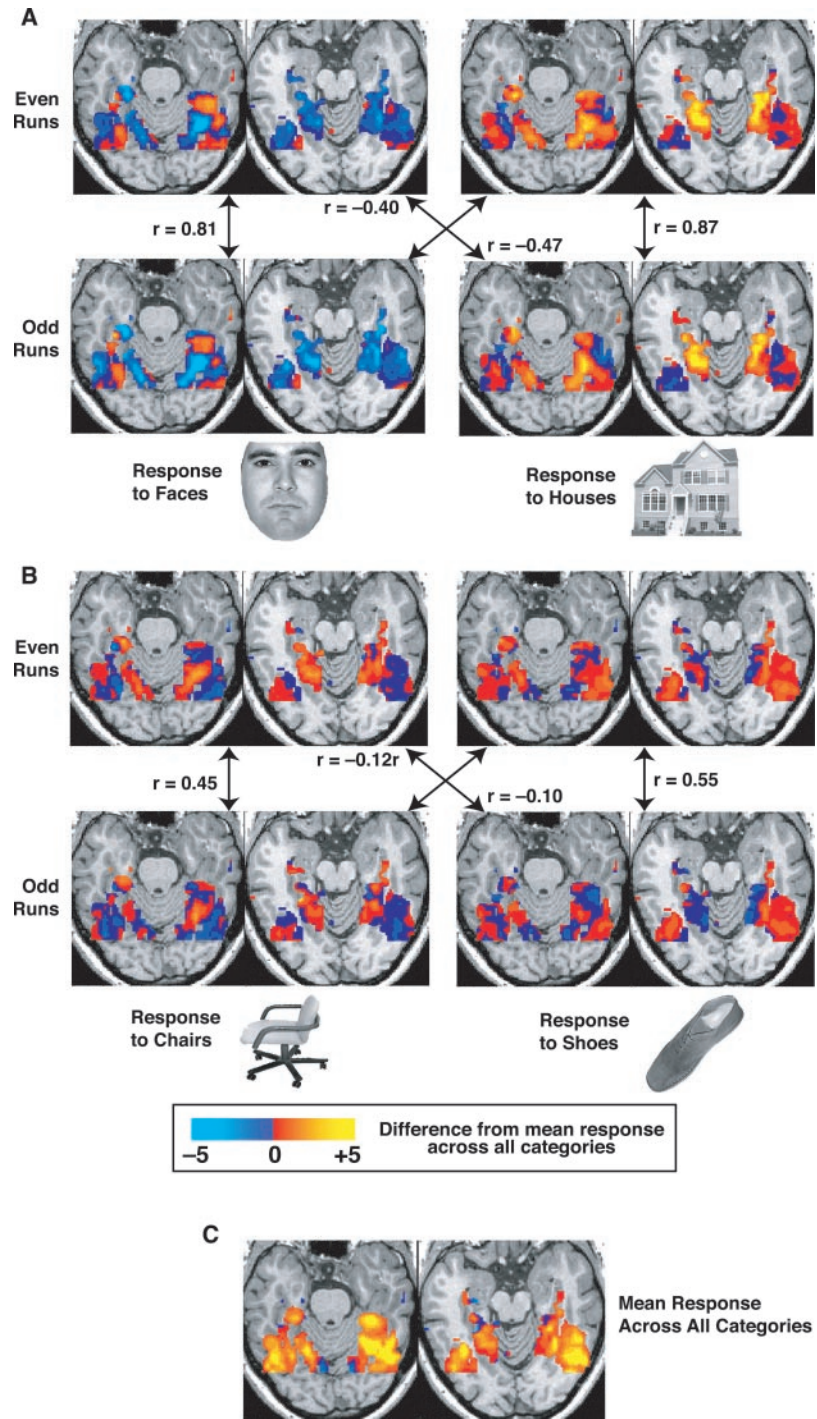 A
Even
Runs
r = 0.81
r = –0.40
r = –0.47
r = 0.87
Odd
Runs
Response
to Faces
Response
to Houses
B
Even
Runs
r = 0.45
r = –0.12r
r = –0.10
r = 0.55
Odd
Runs
Response
to Chairs
Response
to Shoes
–5 0 +5
Difference from mean response
across all categories
C
Mean Response
Across All Categories